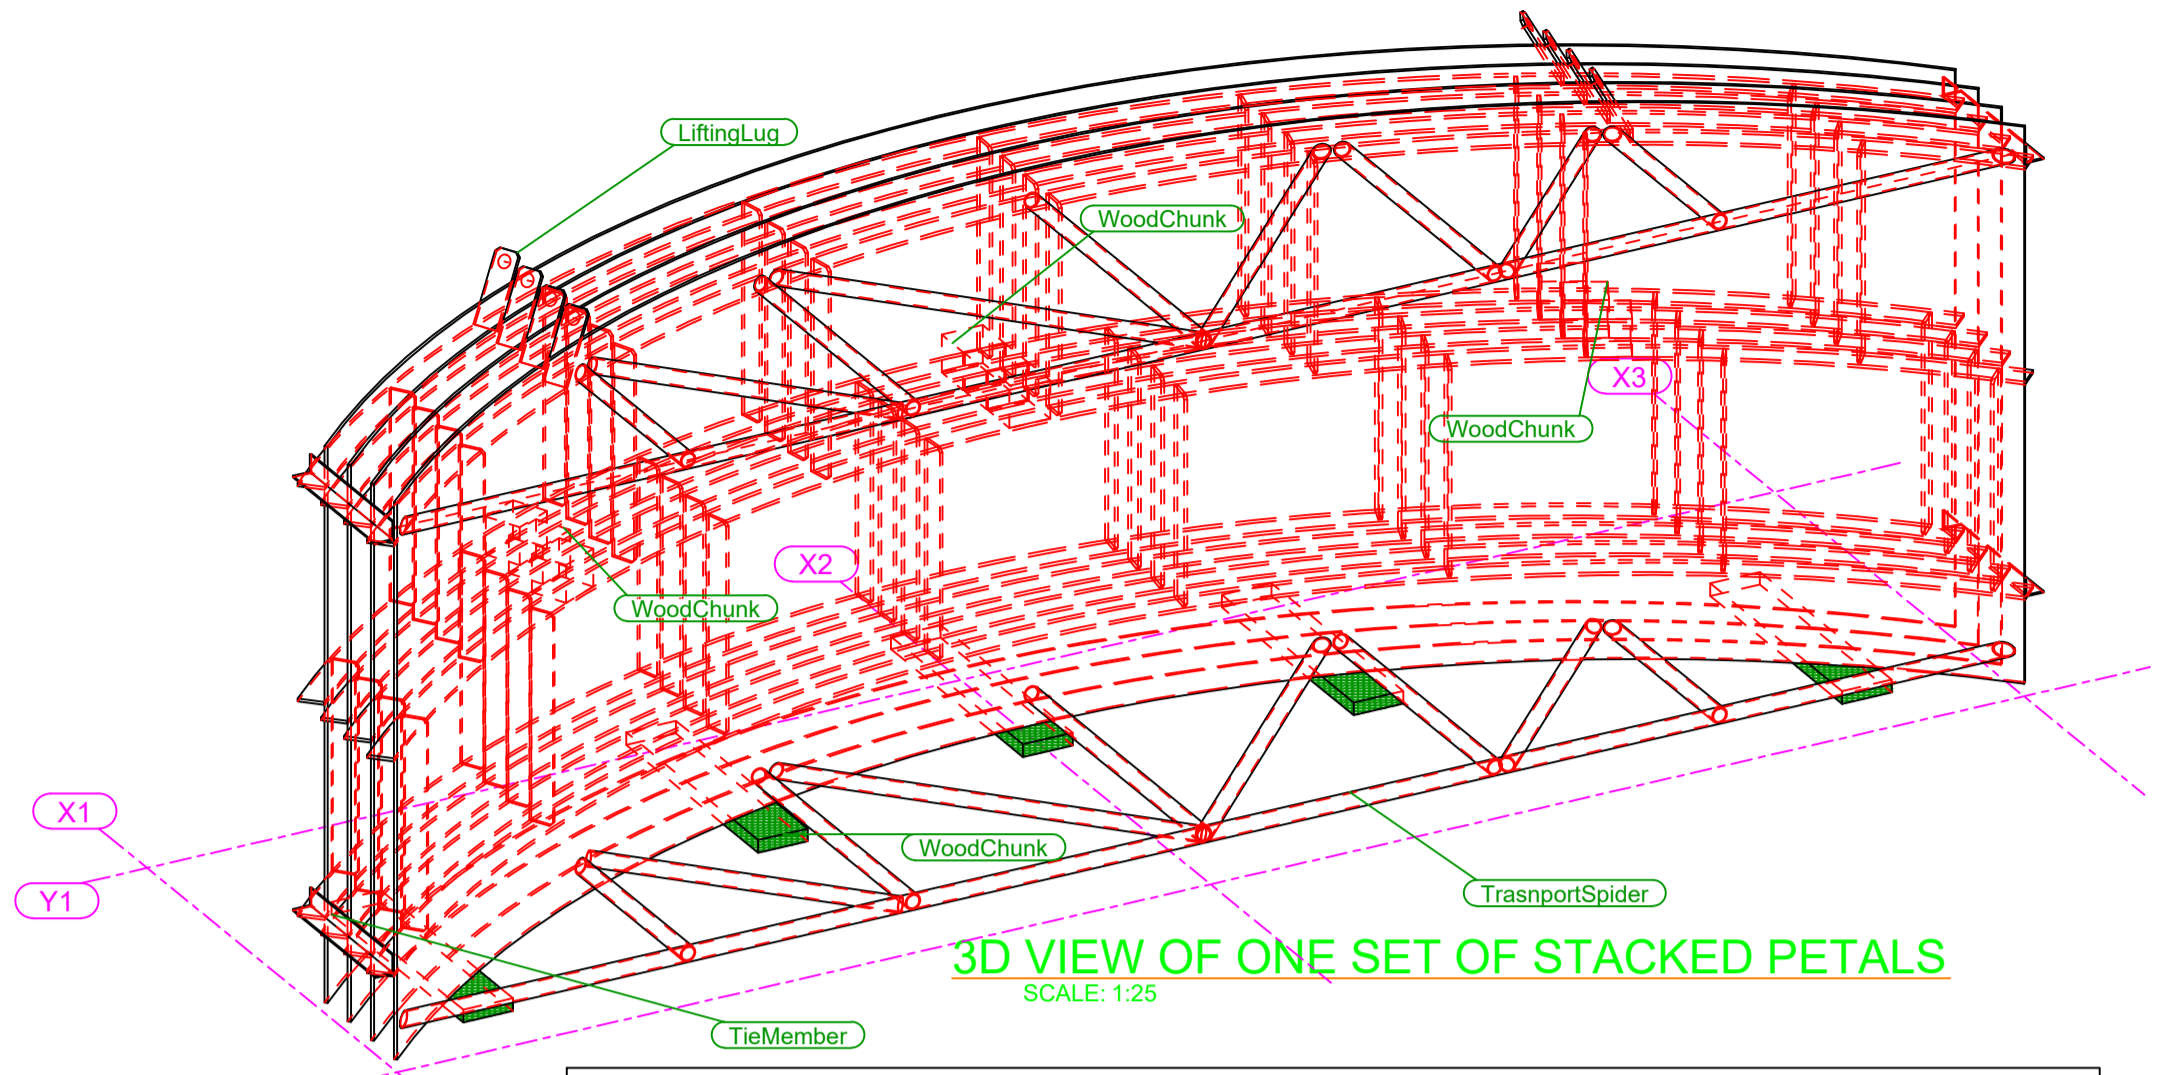 LiftingLug
WoodChunk
X3
WoodChunk
X2
WoodChunk
X1
WoodChunk
Y1
TrasnportSpider
3D VIEW OF ONE SET OF STACKED PETALS
SCALE: 1:25
TieMember